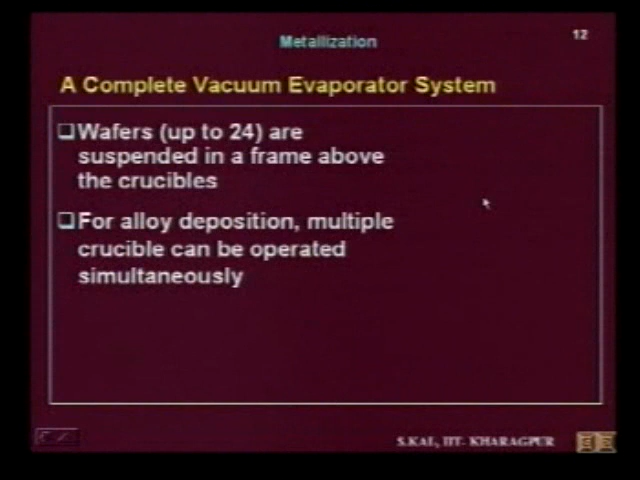 Metallization
12
A Complete Vacuum Evaporator System
Wafers (up to 24) are
suspended in a frame above
the crucibles
For alloy deposition, multiple
crucible can be operated
simultaneously
S.KAL, IIT- KHARAGPUR